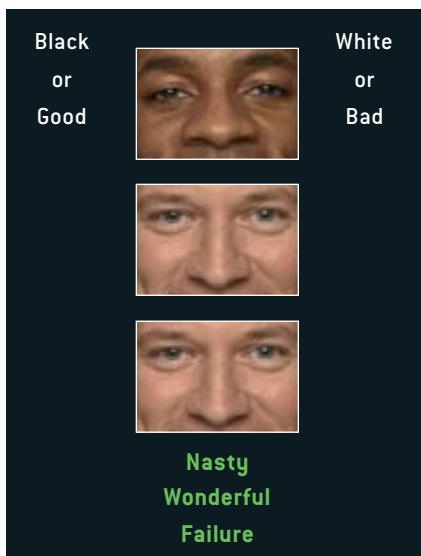 Black
or
Good
White
or
Bad
Nasty
Wonderful
Failure